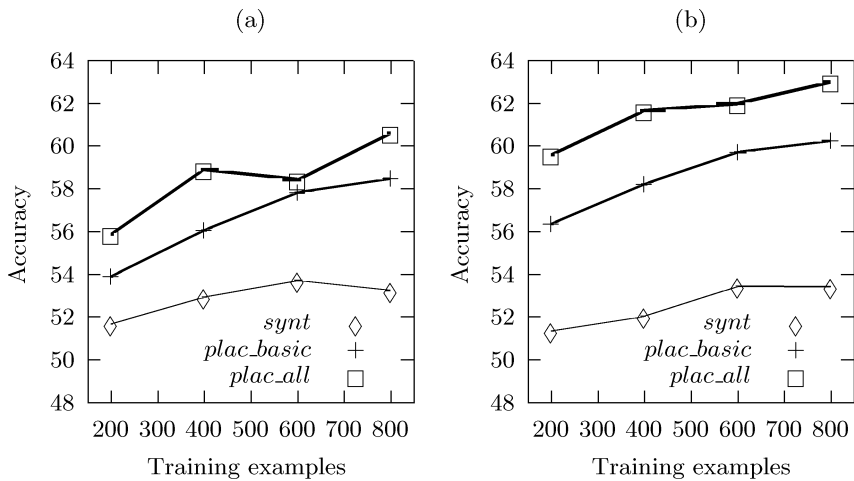 (a)
64
62
60
58
56
54
52
50
48
Accuracy
synt
plac_basic
plac_all
200 300 400 500 600 700 800
Training examples
(b)
64
62
60
58
56
54
52
50
48
Accuracy
synt
plac_basic
plac_all
200 300 400 500 600 700 800
Training examples